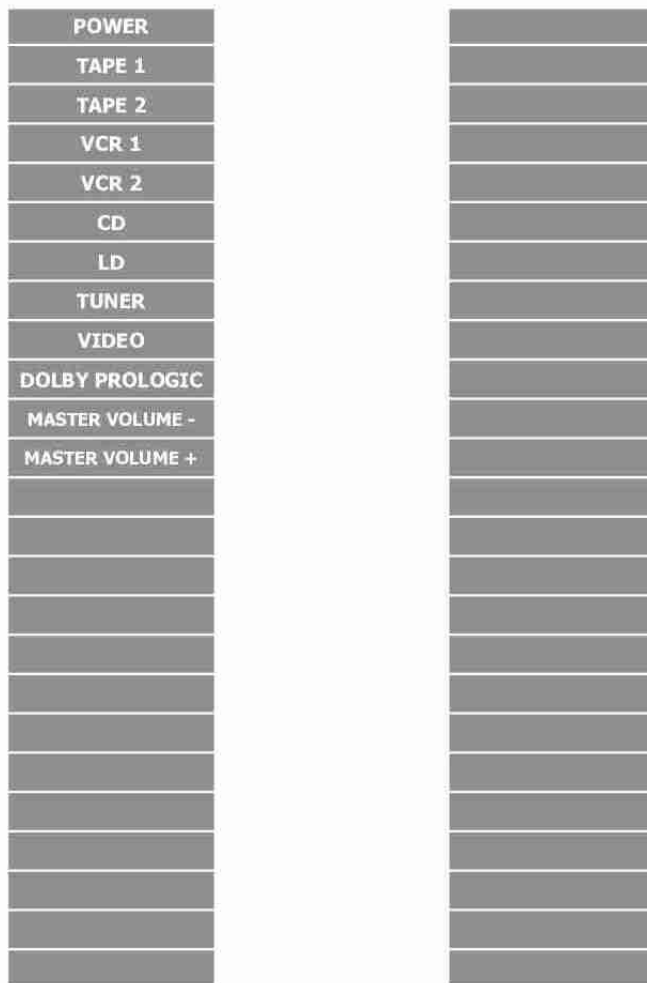 POWER
TAPE 1
TAPE 2
VCR 1
VCR 2
CD
LD
TUNER
VIDEO
DOLBY PROLOGIC
MASTER VOLUME -
MASTER VOLUME +